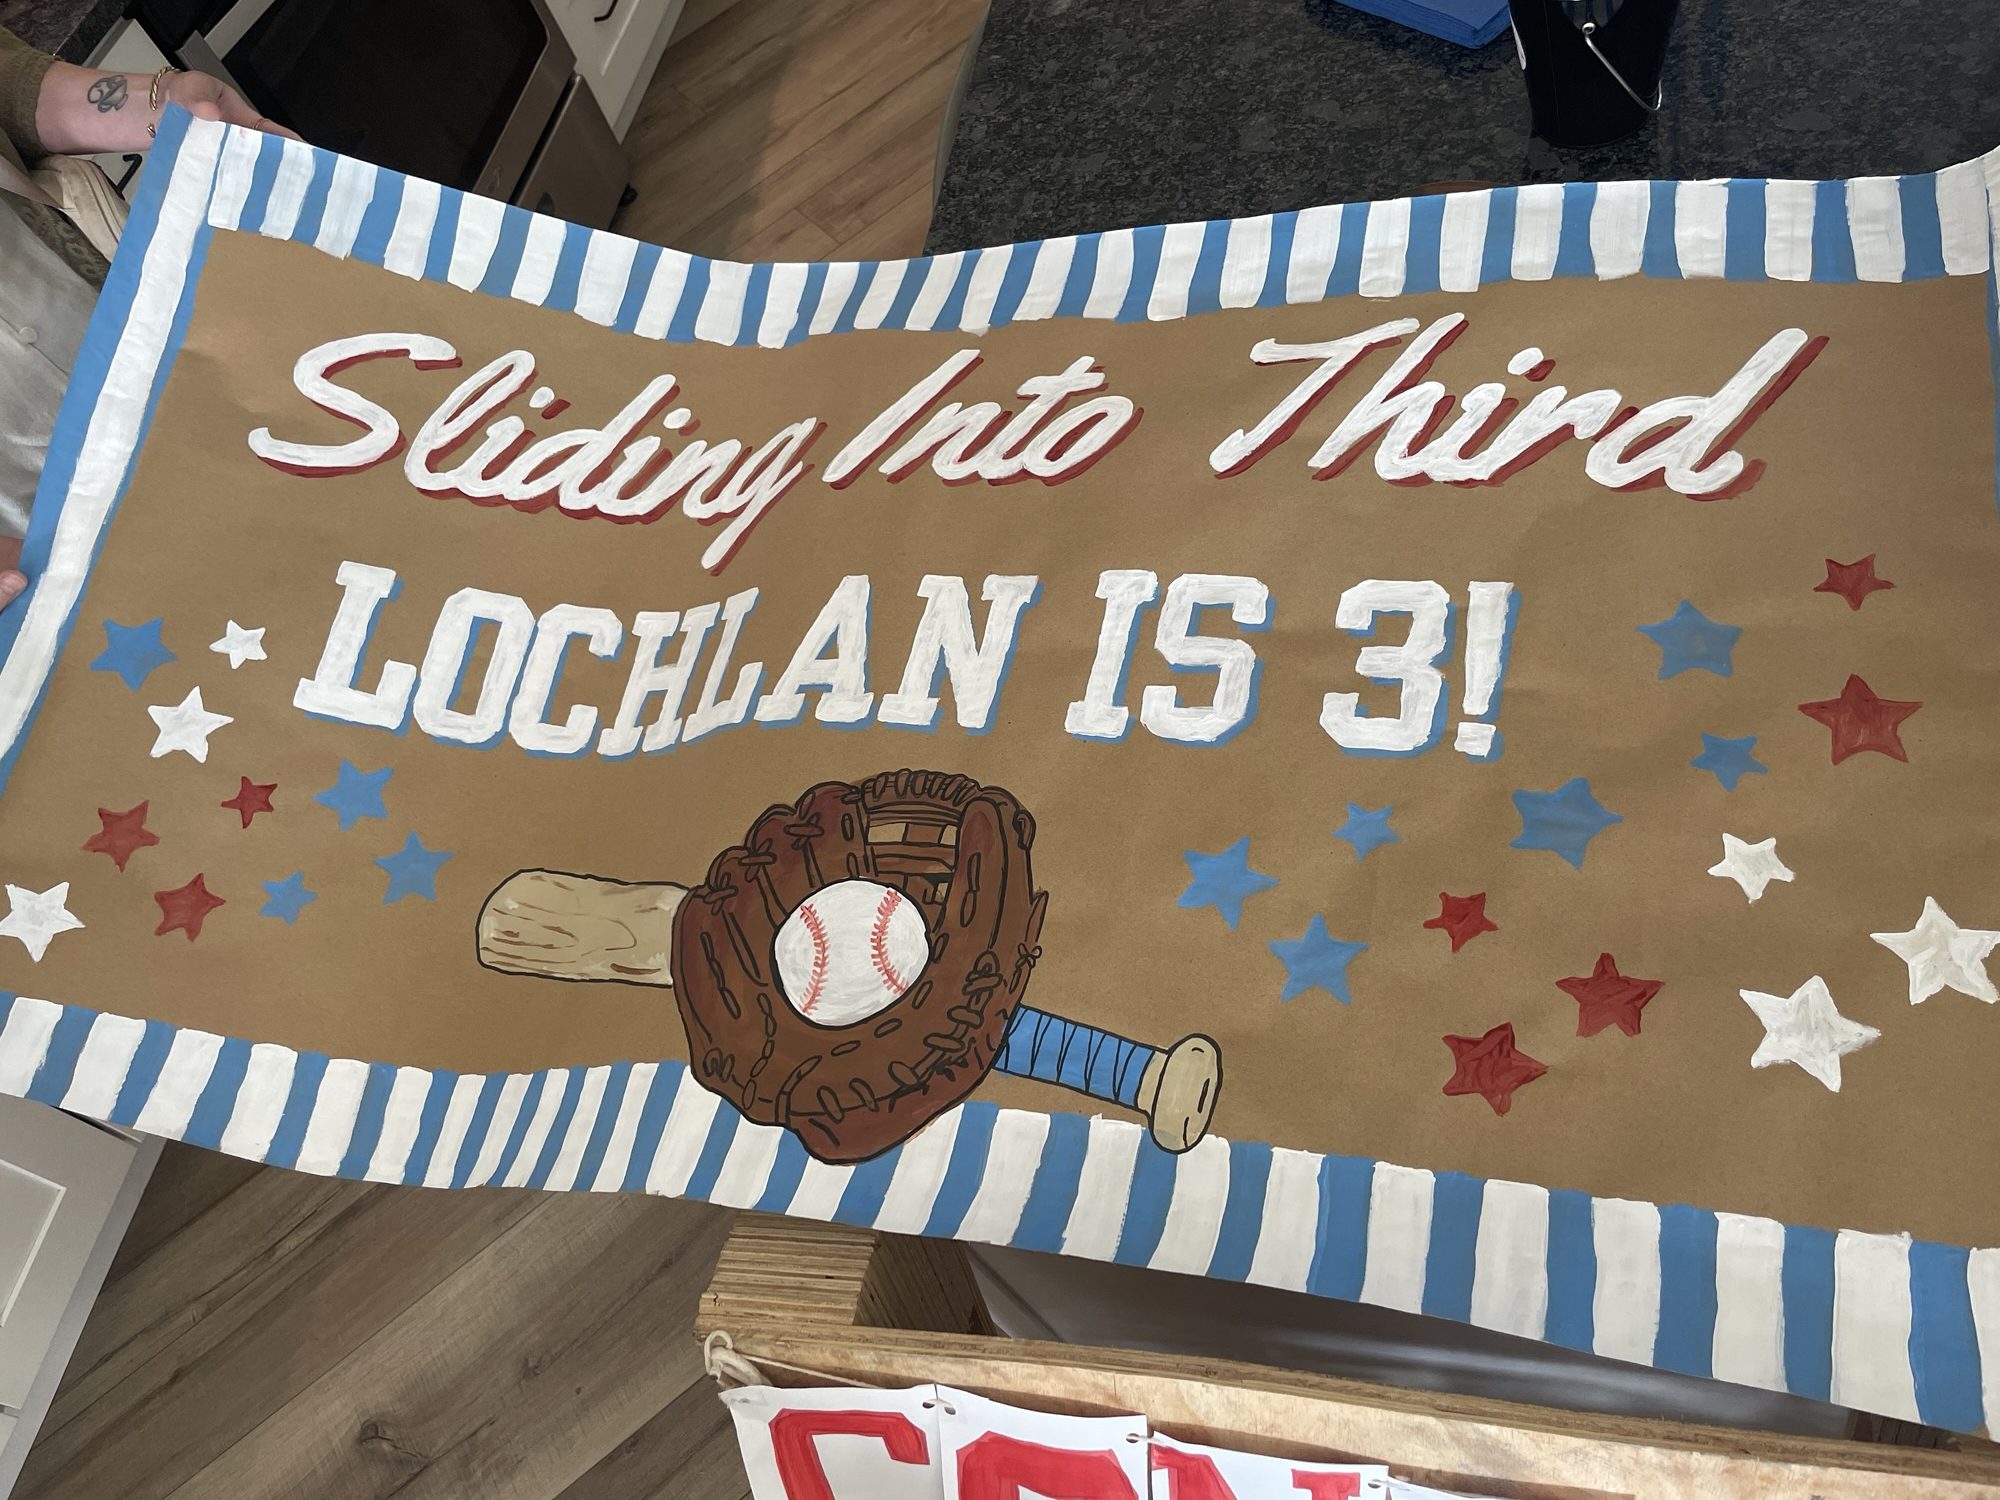 Sliding Into Third
LOCHLAN IS 3!